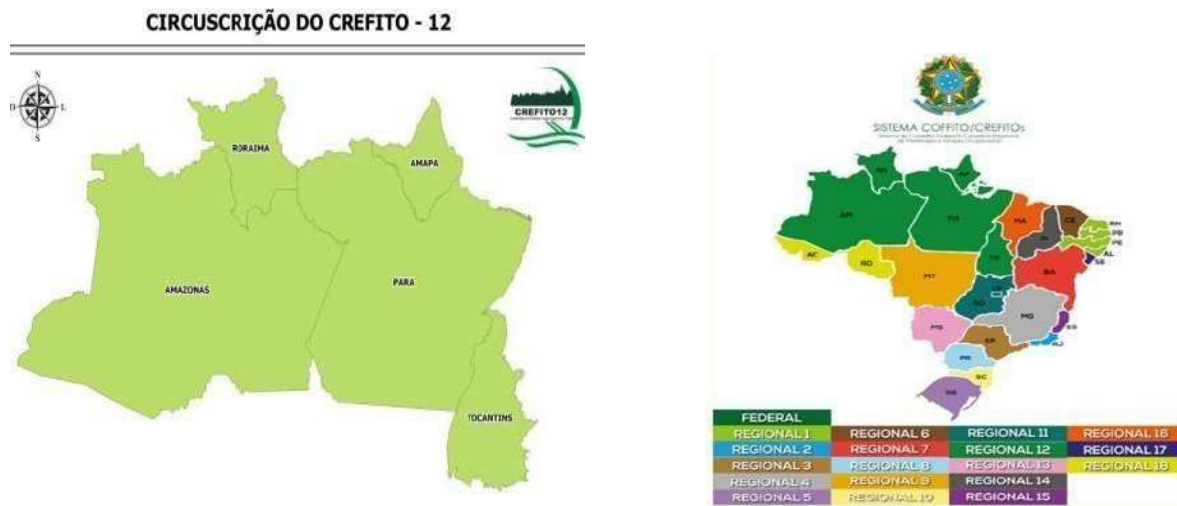 CIRCUSCRIÇÃO DO CREFITO - 12
N
L
S
CREFITO12
RORAIMA
AMAPA
AMAZONAS
PARA
TOCANTINS
SISTEMA COFFITO/CREFITOs
AP
AM
PA
MA
CE
RN
PB
PE
AL
SE
AC
RO
MT
TO
BA
GO
DF
MG
ES
MS
SP
RJ
PR
SC
RS
FEDERAL
REGIONAL 1 REGIONAL 6 REGIONAL 11 REGIONAL 16
REGIONAL 2 REGIONAL 7 REGIONAL 12 REGIONAL 17
REGIONAL 3 REGIONAL 8 REGIONAL 13 REGIONAL 18
REGIONAL 4 REGIONAL 9 REGIONAL 14
REGIONAL 5 REGIONAL 10 REGIONAL 15